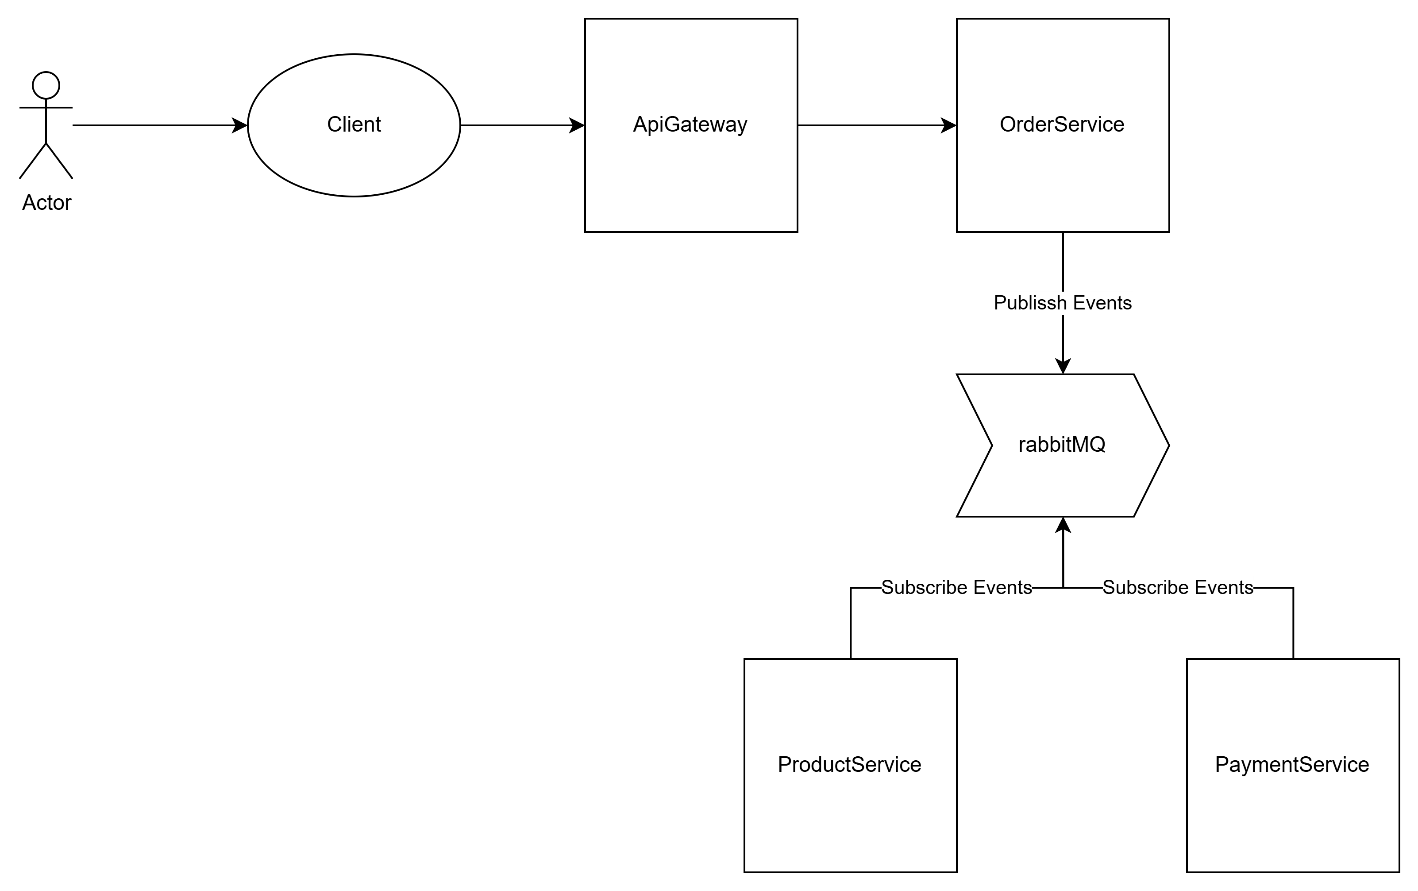 Client
ApiGateway
OrderService
Actor
Publissh Events
rabbitMQ
Subscribe Events
Subscribe Events
ProductService
PaymentService